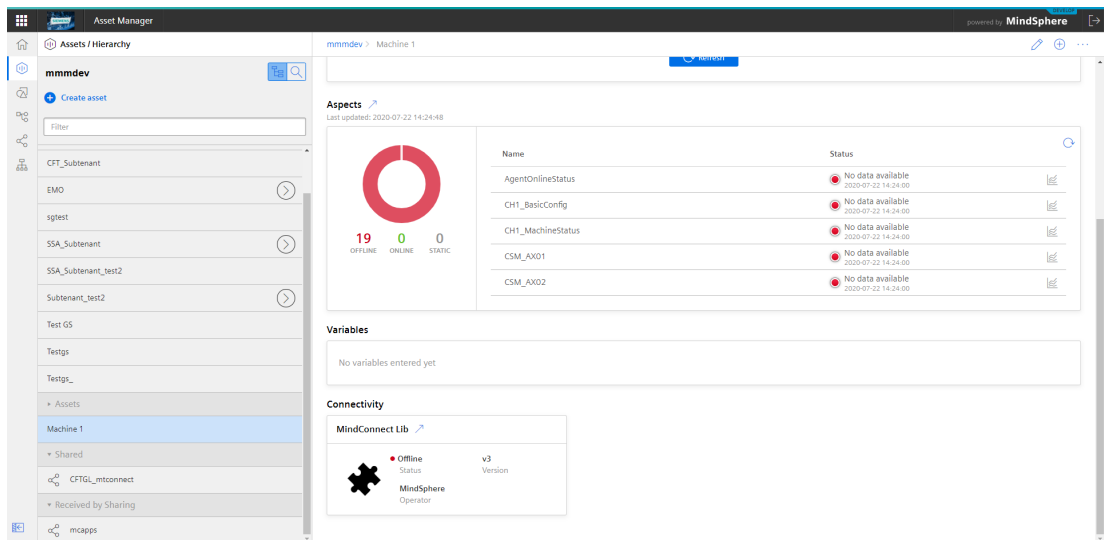 SIEMENS
Asset Manager
DEVELOP
powered by MindSphere
Assets / Hierarchy
mmmdev > Machine 1
mmmdev
Create asset
Filter
CFT_Subtenant
EMO
sgtest
SSA_Subtenant
SSA_Subtenant_test2
Subtenant_test2
Test GS
Testgs
Testgs_
Assets
Machine 1
Shared
CFTGL_mtconnect
Received by Sharing
mcapps
Refresh
Aspects
Last updated: 2020-07-22 14:24:48
19 0 0
OFFLINE ONLINE STATIC
Name Status
AgentOnlineStatus No data available
2020-07-22 14:24:00
CH1_BasicConfig No data available
2020-07-22 14:24:00
CH1_MachineStatus No data available
2020-07-22 14:24:00
CSM_AX01 No data available
2020-07-22 14:24:00
CSM_AX02 No data available
2020-07-22 14:24:00
Variables
No variables entered yet
Connectivity
MindConnect Lib
Offline v3
Status Version
MindSphere
Operator